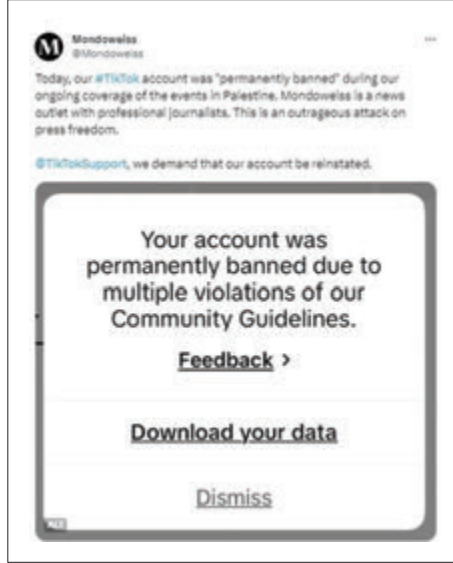 Mondoweiss
@Mondoweiss
Today, our #TikTok account was "permanently banned" during our
ongoing coverage of the events in Palestine. Mondoweiss is a news
outlet with professional journalists. This is an outrageous attack on
press freedom.
@TikTokSupport, we demand that our account be reinstated.
Your account was
permanently banned due to
multiple violations of our
Community Guidelines.
Feedback >
Download your data
Dismiss
ALT